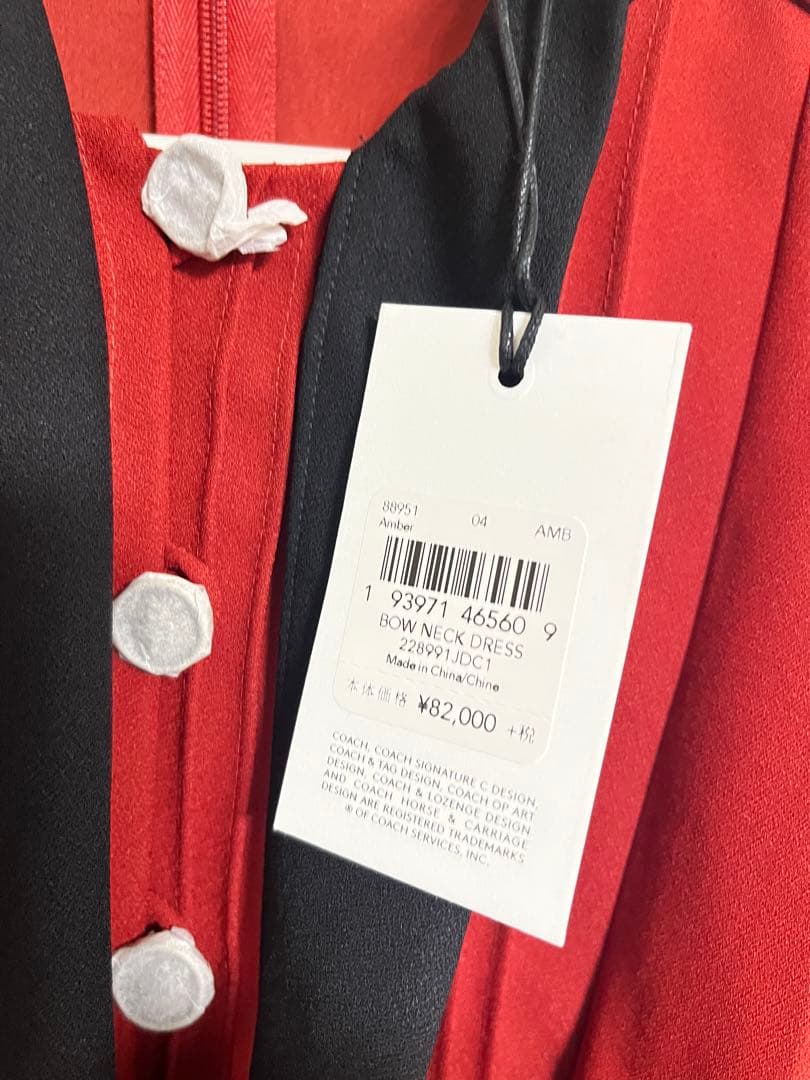 88951 04 AMB
Amber
1 93971 46560 9
BOW NECK DRESS
228991JDC1
Made in China/Chine
本体価格 ¥82,000 +税
COACH, COACH SIGNATURE C DESIGN,
COACH & TAG DESIGN, COACH OP ART
DESIGN, COACH & LOZENGE DESIGN
AND COACH HORSE & CARRIAGE
DESIGN ARE REGISTERED TRADEMARKS
® OF COACH SERVICES, INC.